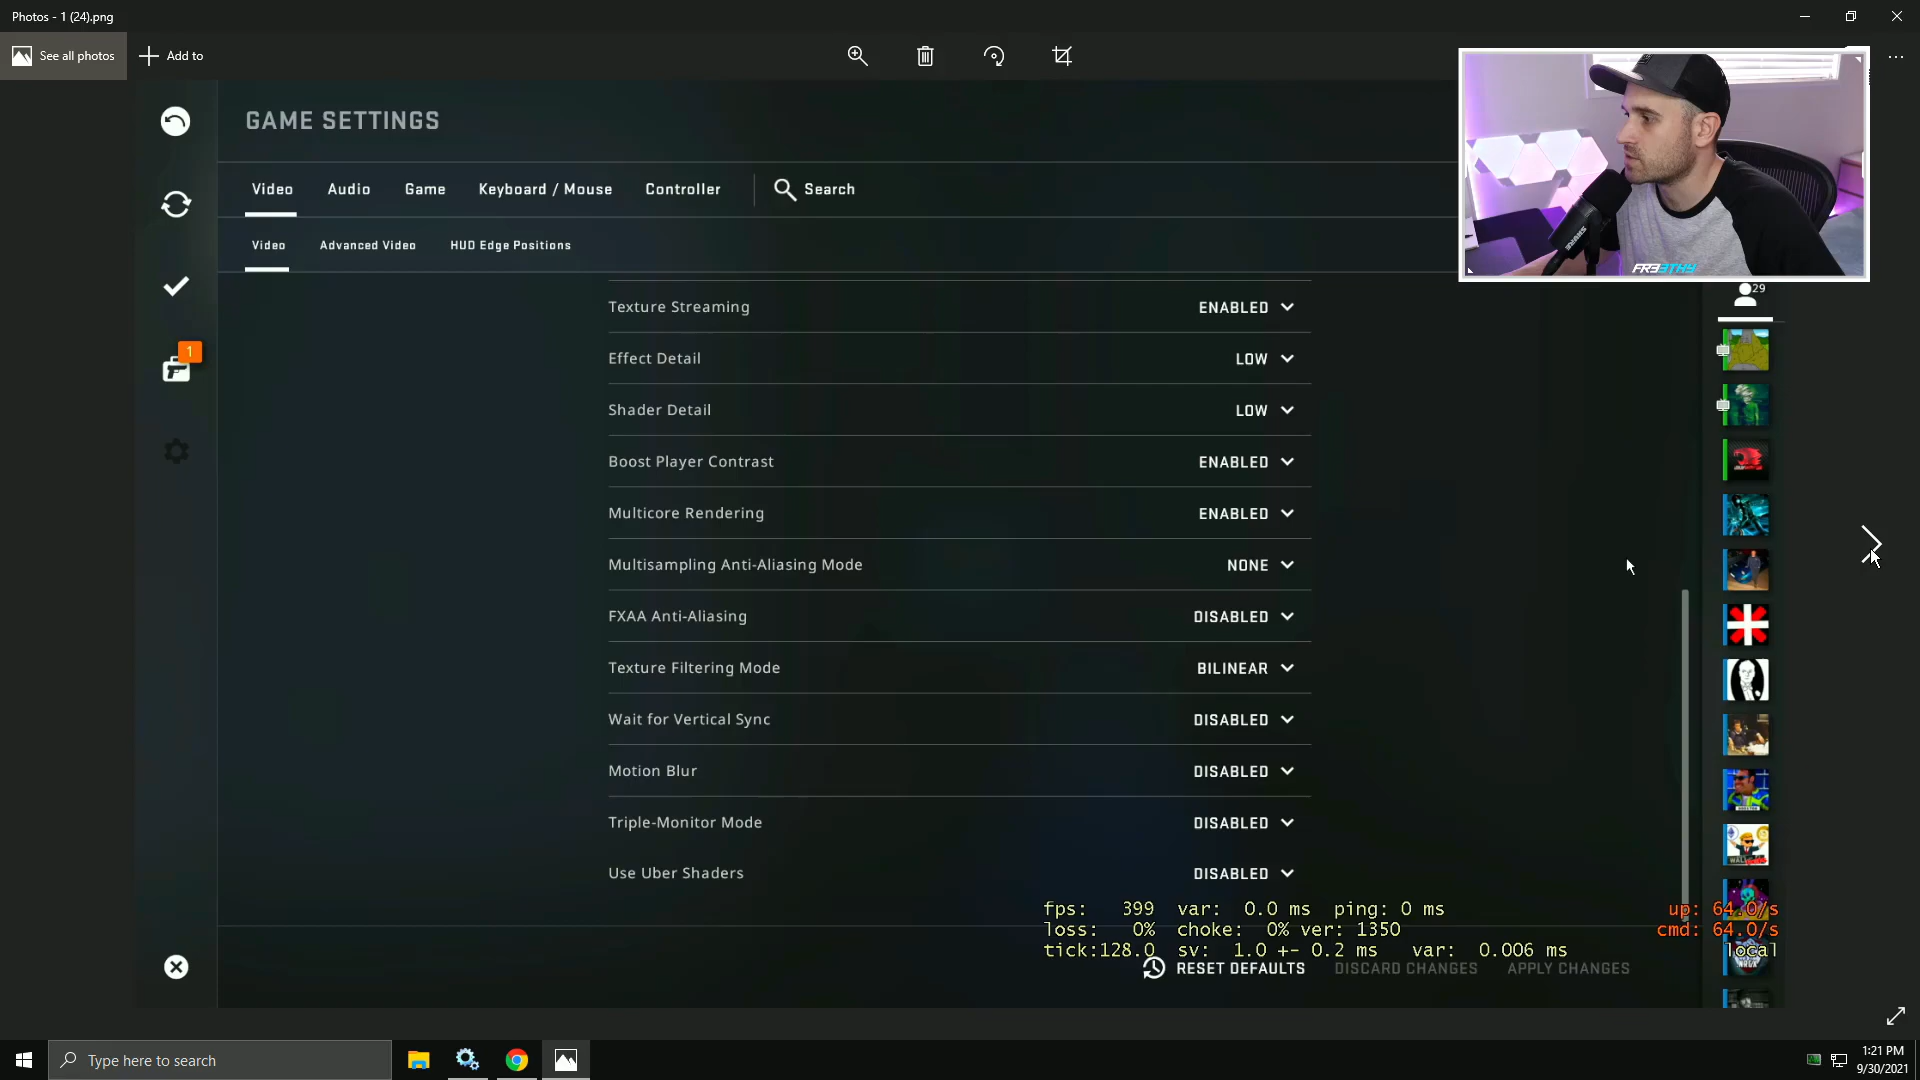 Photos - 1 (24).png
See all photos
Add to
GAME SETTINGS
Video Audio Game Keyboard / Mouse Controller Search
Video Advanced Video HUD Edge Positions
FR33THY
29
1
Texture Streaming ENABLED
Effect Detail LOW
Shader Detail LOW
Boost Player Contrast ENABLED
Multicore Rendering ENABLED
Multisampling Anti-Aliasing Mode NONE
FXAA Anti-Aliasing DISABLED
Texture Filtering Mode BILINEAR
Wait for Vertical Sync DISABLED
Motion Blur DISABLED
Triple-Monitor Mode DISABLED
Use Uber Shaders DISABLED
fps: 399 var: 0.0 ms ping: 0 ms up: 64.0/s
loss: 0% choke: 0% ver: 1350 cmd: 64.0/s
tick:128.0 sv: 1.0 +- 0.2 ms var: 0.006 ms local
RESET DEFAULTS DISCARD CHANGES APPLY CHANGES
Type here to search
1:21 PM
9/30/2021